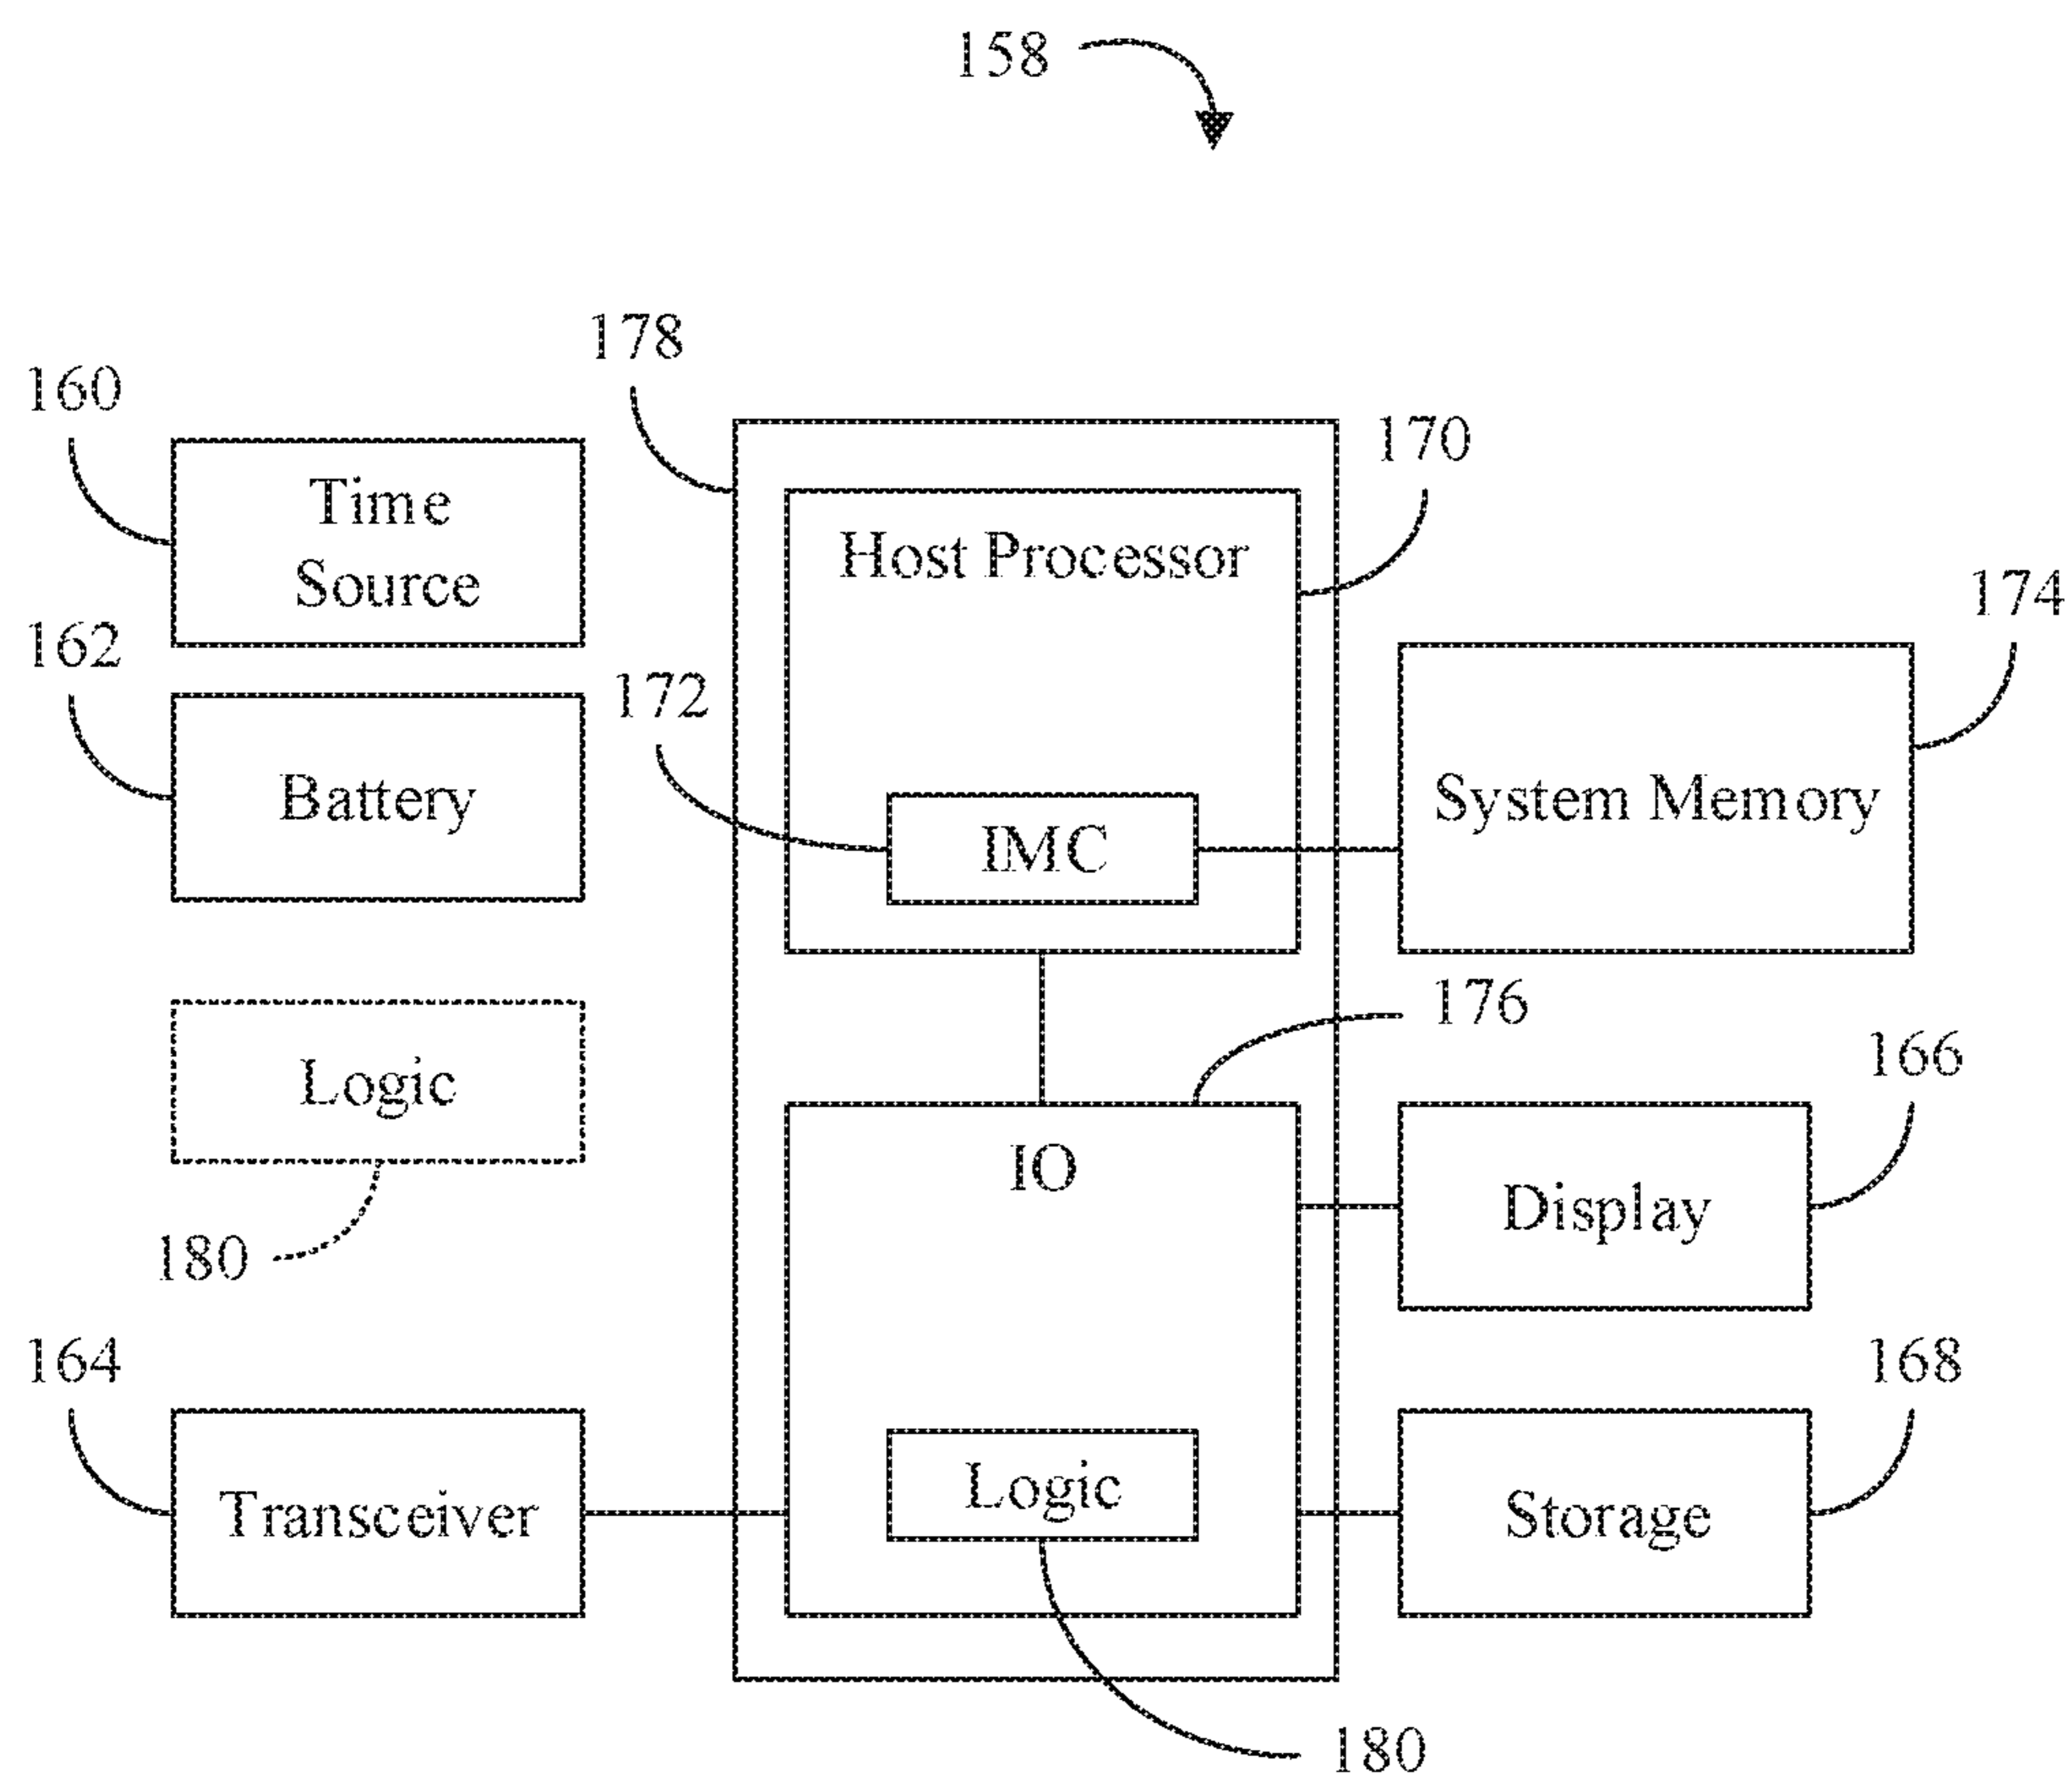 158
178
160
170
Time
Source
Host Processor
174
162
172
Battery
System Memory
IMC
176
166
Logic
IO
Display
180
164
168
Logic
Transceiver
Storage
180